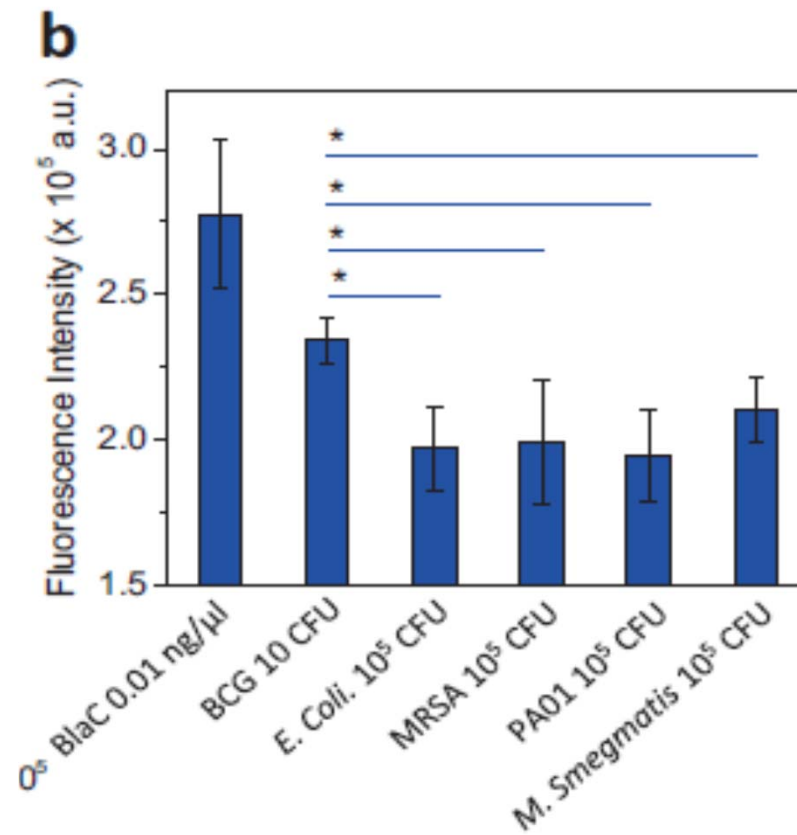 b
Fluorescence Intensity (x 10⁵ a.u.)
3.0
2.5
2.0
1.5
*
*
*
*
BlaC 0.01 ng/µl
BCG 10 CFU
E. Coli. 10⁵ CFU
MRSA 10⁵ CFU
PA01 10⁵ CFU
M. Smegmatis 10⁵ CFU
0⁵